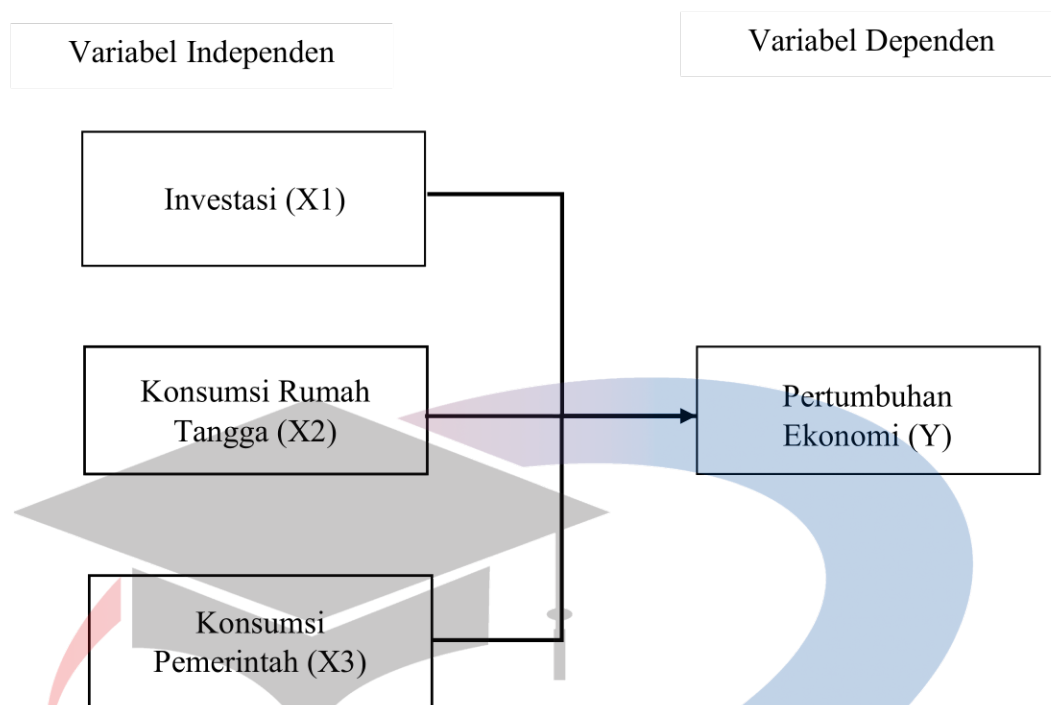 Variabel Independen
Variabel Dependen
Investasi (X1)
Konsumsi Rumah
Tangga (X2)
Pertumbuhan
Ekonomi (Y)
Konsumsi
Pemerintah (X3)